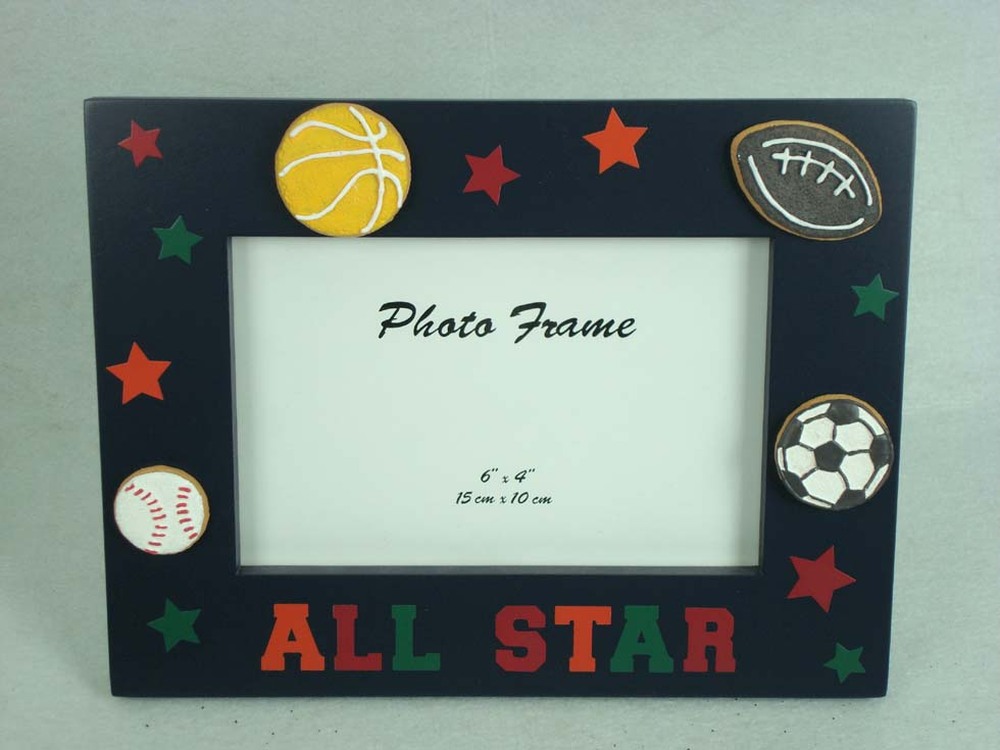 Photo Frame
6" x 4"
15 cm x 10 cm
ALL STAR